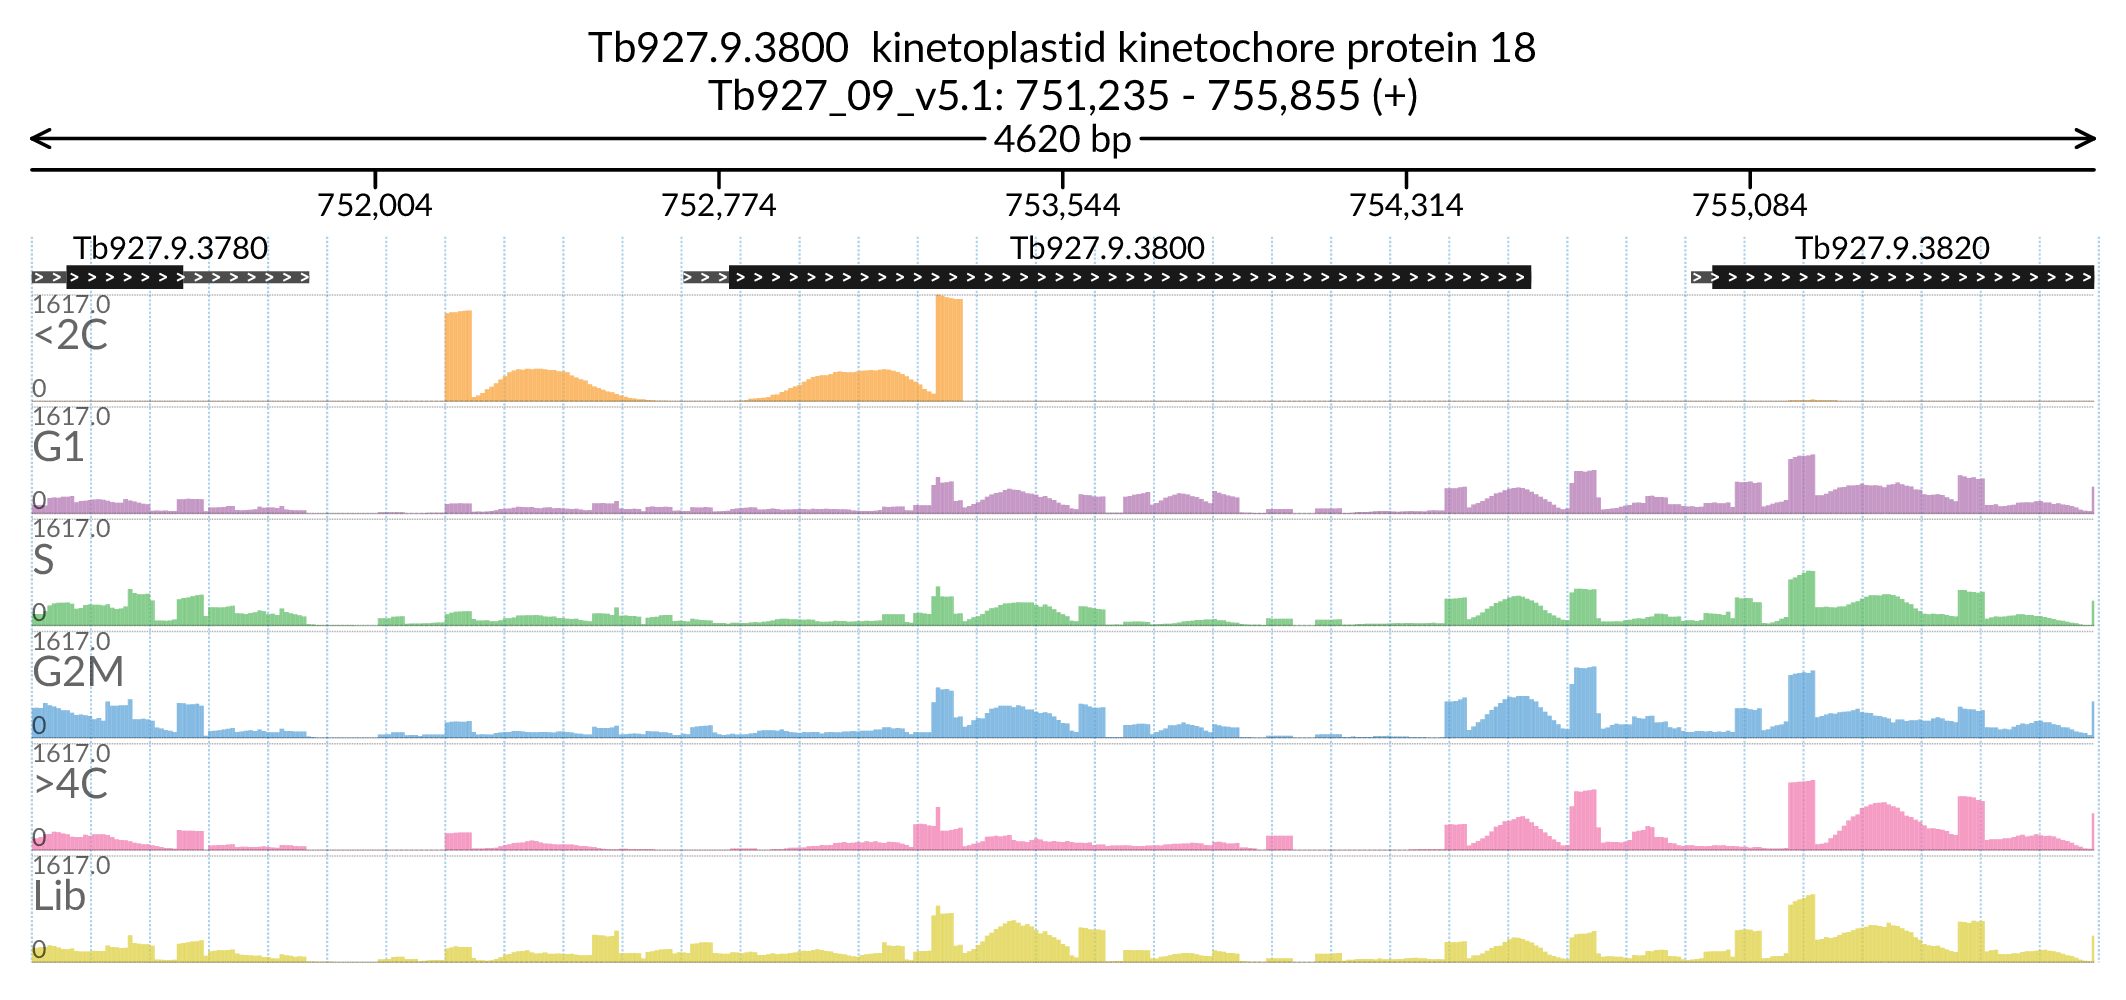 Tb927.9.3800 kinetoplastid kinetochore protein 18
Tb927_09_v5.1: 751,235 - 755,855 (+)
4620 bp
752,004 752,774 753,544 754,314 755,084
Tb927.9.3780 Tb927.9.3800 Tb927.9.3820
1617.0
<2C
0
1617.0
G1
0
1617.0
S
0
1617.0
G2M
0
1617.0
>4C
0
1617.0
Lib
0